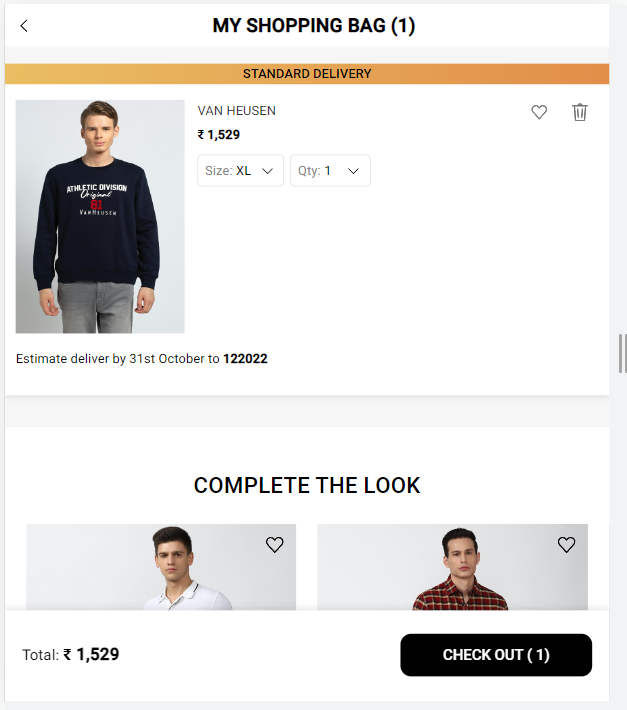 MY SHOPPING BAG (1)
STANDARD DELIVERY
VAN HEUSEN
₹ 1,529
Size: XL
Qty: 1
ATHLETIC DIVISION
Original
81
VAN HEUSEN
Estimate deliver by 31st October to 122022
COMPLETE THE LOOK
Total: ₹ 1,529
CHECK OUT ( 1)